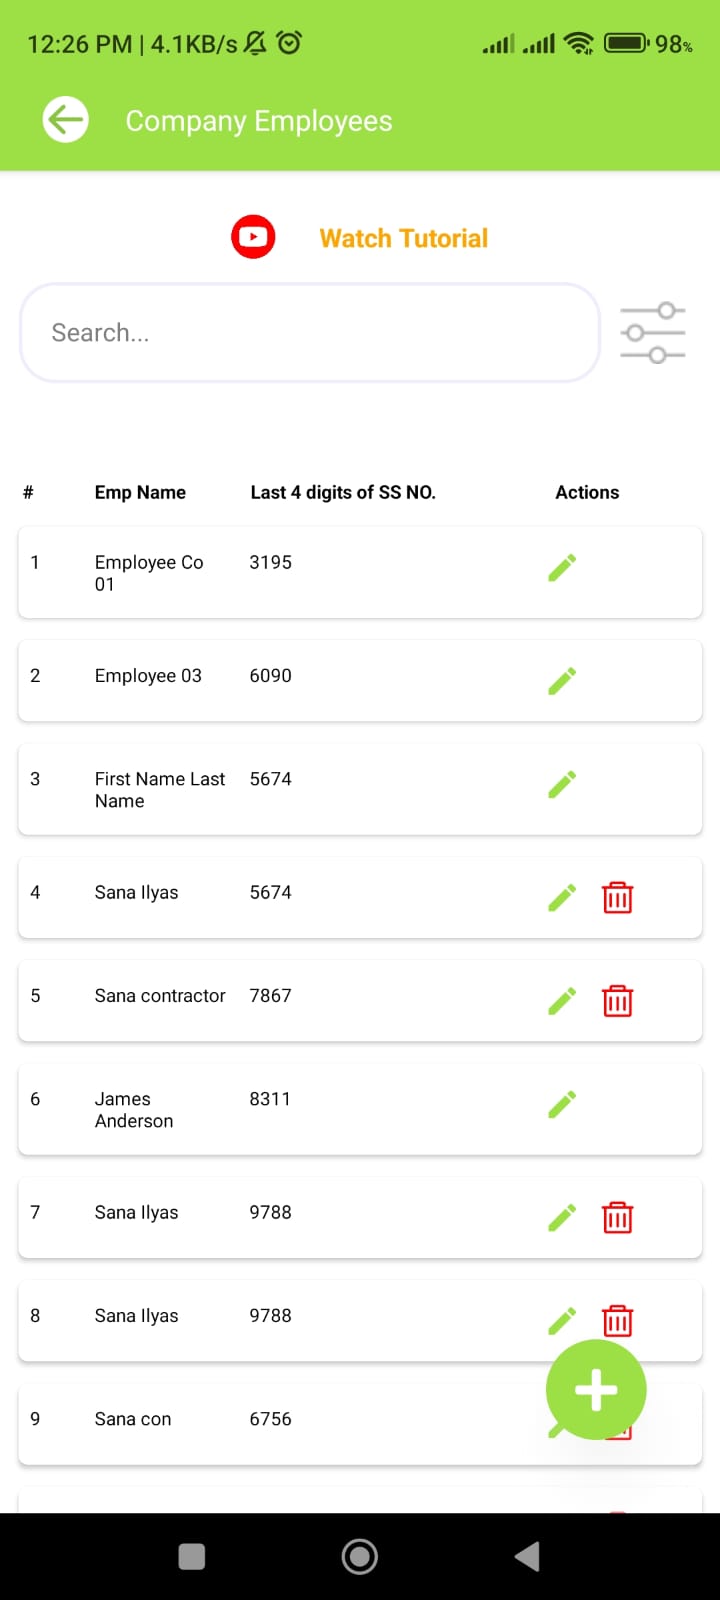 12:26 PM | 4.1KB/s 98%
Company Employees
Watch Tutorial
Search...
# Emp Name Last 4 digits of SS NO. Actions
1 Employee Co 3195
01
2 Employee 03 6090
3 First Name Last 5674
Name
4 Sana Ilyas 5674
5 Sana contractor 7867
6 James 8311
Anderson
7 Sana Ilyas 9788
8 Sana Ilyas 9788
9 Sana con 6756